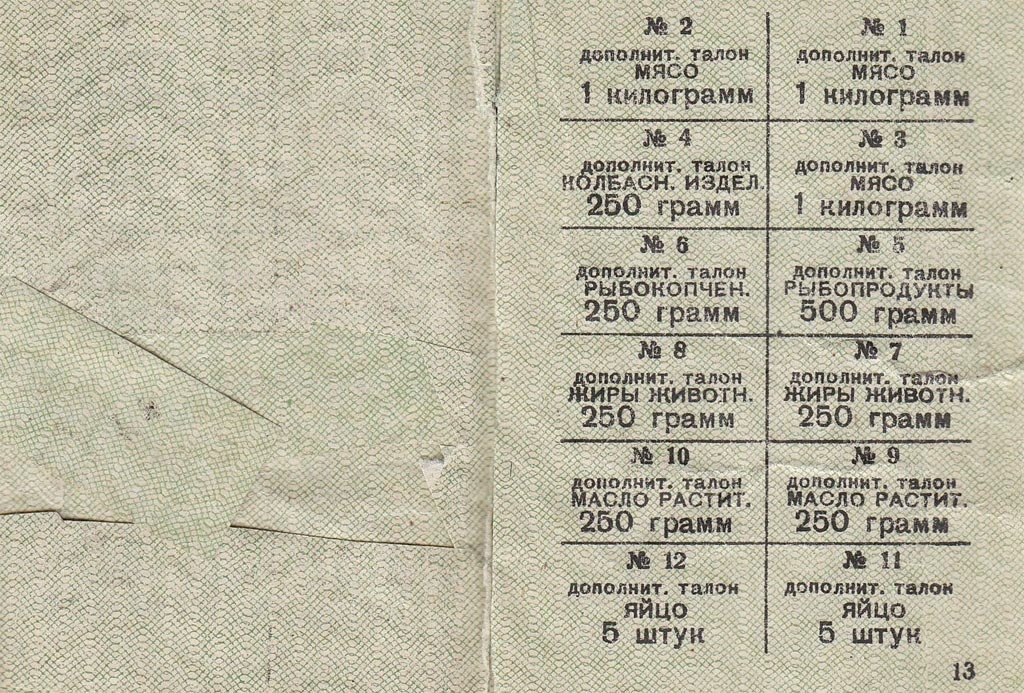 № 2
дополнит. талон
МЯСО
1 килограмм
№ 1
дополнит. талон
МЯСО
1 килограмм
№ 4
дополнит. талон
КОЛБАСН. ИЗДЕЛ.
250 грамм
№ 3
дополнит. талон
МЯСО
1 килограмм
№ 6
дополнит. талон
РЫБОКОПЧЕН.
250 грамм
№ 5
дополнит. талон
РЫБОПРОДУКТЫ
500 грамм
№ 8
дополнит. талон
ЖИРЫ ЖИВОТН.
250 грамм
№ 7
дополнит. талон
ЖИРЫ ЖИВОТН.
250 грамм
№ 10
дополнит. талон
МАСЛО РАСТИТ.
250 грамм
№ 9
дополнит. талон
МАСЛО РАСТИТ.
250 грамм
№ 12
дополнит. талон
ЯЙЦО
5 штук
№ 11
дополнит. талон
ЯЙЦО
5 штук
13